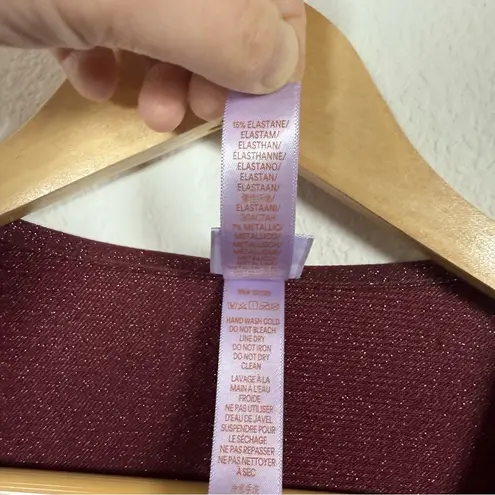 15% ELASTANE/
ELASTAM/
ELASTHAN/
ELASTHANNE/
ELASTANO/
ELASTAN/
ELASTAAN/
ELASTAANI/
ЭЛАСТАН
7% METALLIC/
METALLICO/
HAND WASH COLD
DO NOT BLEACH
LINE DRY
DO NOT IRON
DO NOT DRY
CLEAN
LAVAGE À LA
MAIN À L'EAU
FROIDE
NE PAS UTILISER
D'EAU DE JAVEL
SUSPENDRE POUR
LE SÉCHAGE
NE PAS REPASSER
NE PAS NETTOYER
À SEC